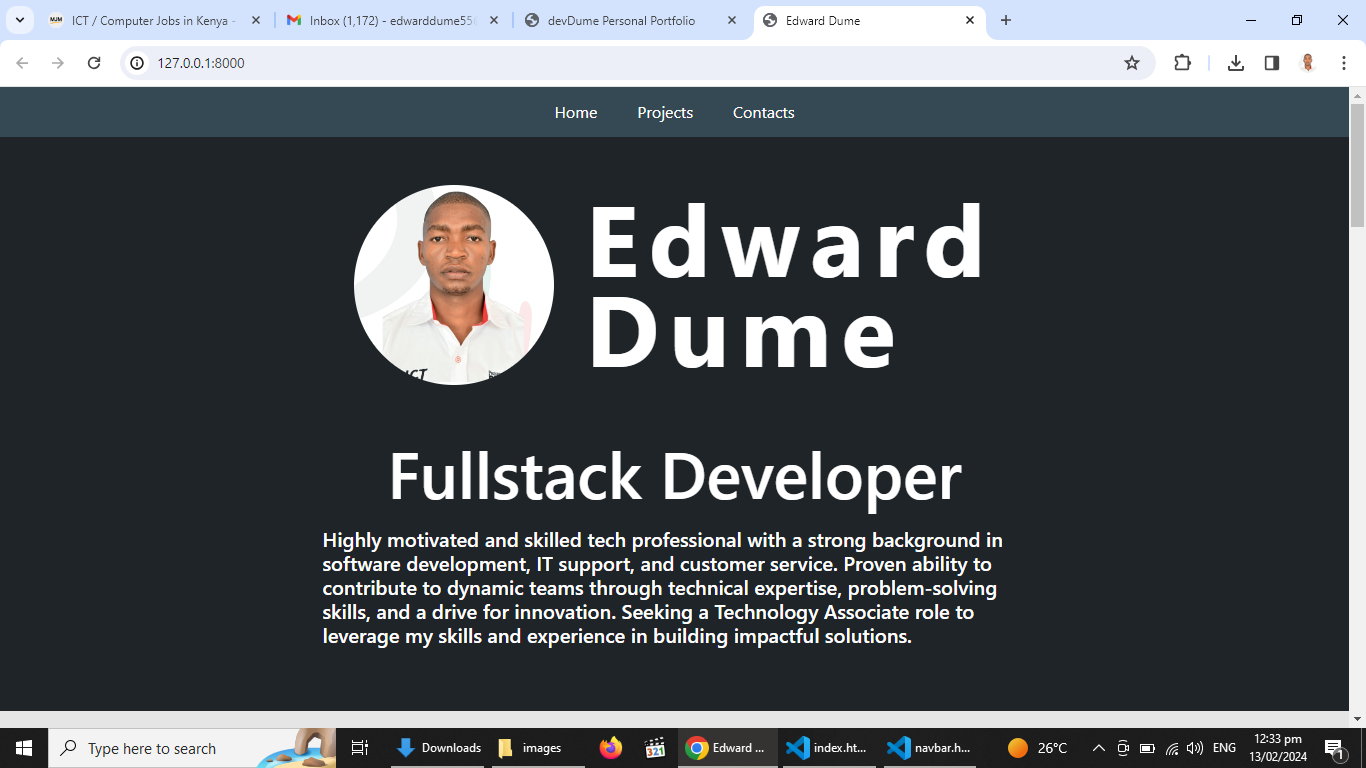 MJM
ICT / Computer Jobs in Kenya -
Inbox (1,172) - edwarddume556
devDume Personal Portfolio
Edward Dume
127.0.0.1:8000
Home
Projects
Contacts
Edward
Dume
ICT
Fullstack Developer
Highly motivated and skilled tech professional with a strong background in
software development, IT support, and customer service. Proven ability to
contribute to dynamic teams through technical expertise, problem-solving
skills, and a drive for innovation. Seeking a Technology Associate role to
leverage my skills and experience in building impactful solutions.
Type here to search
Downloads
images
321
Edward ...
index.ht...
navbar.h...
26°C
ENG
12:33 pm
13/02/2024
1